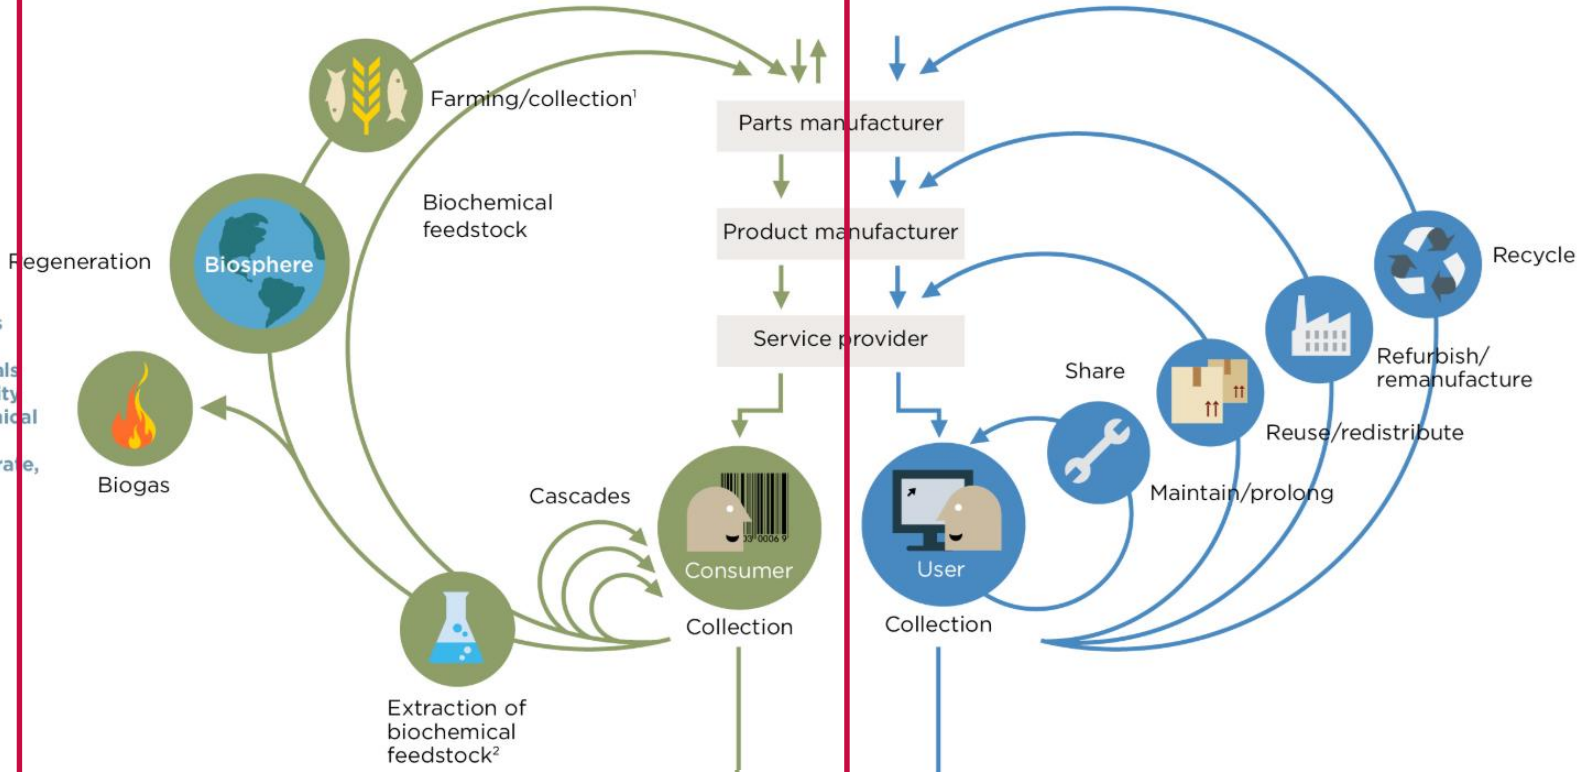 Farming/collection¹
Parts manufacturer
Biochemical
feedstock
Product manufacturer
Regeneration
Biosphere
Recycle
Service provider
Refurbish/
remanufacture
Share
Reuse/redistribute
Biogas
Cascades
Maintain/prolong
Consumer
User
Collection
Collection
Extraction of
biochemical
feedstock²